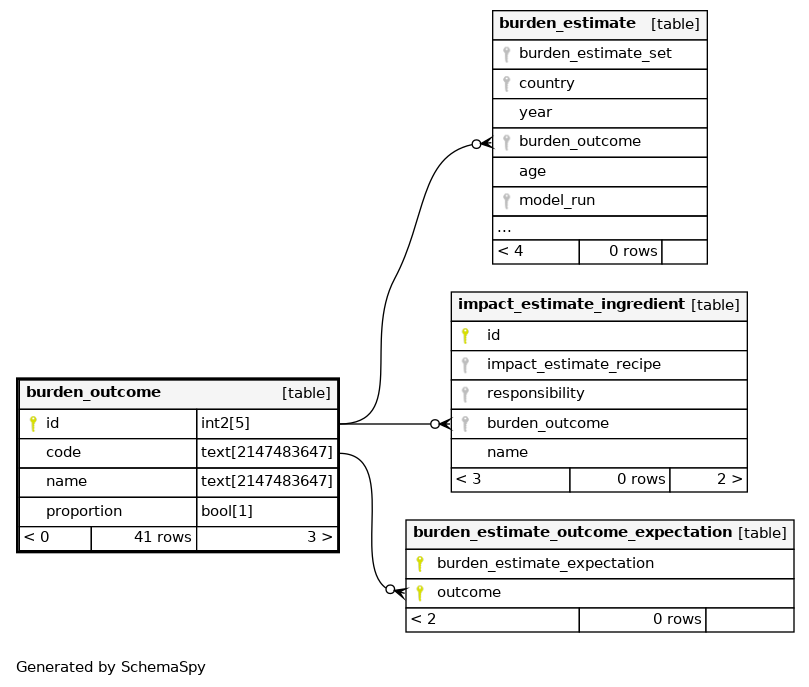 burden_estimate [table]
burden_estimate_set
country
year
burden_outcome
age
model_run
...
< 4 0 rows
impact_estimate_ingredient [table]
id
impact_estimate_recipe
responsibility
burden_outcome
name
< 3 0 rows 2 >
burden_outcome [table]
id int2[5]
code text[2147483647]
name text[2147483647]
proportion bool[1]
< 0 41 rows 3 >
burden_estimate_outcome_expectation [table]
burden_estimate_expectation
outcome
< 2 0 rows
Generated by SchemaSpy